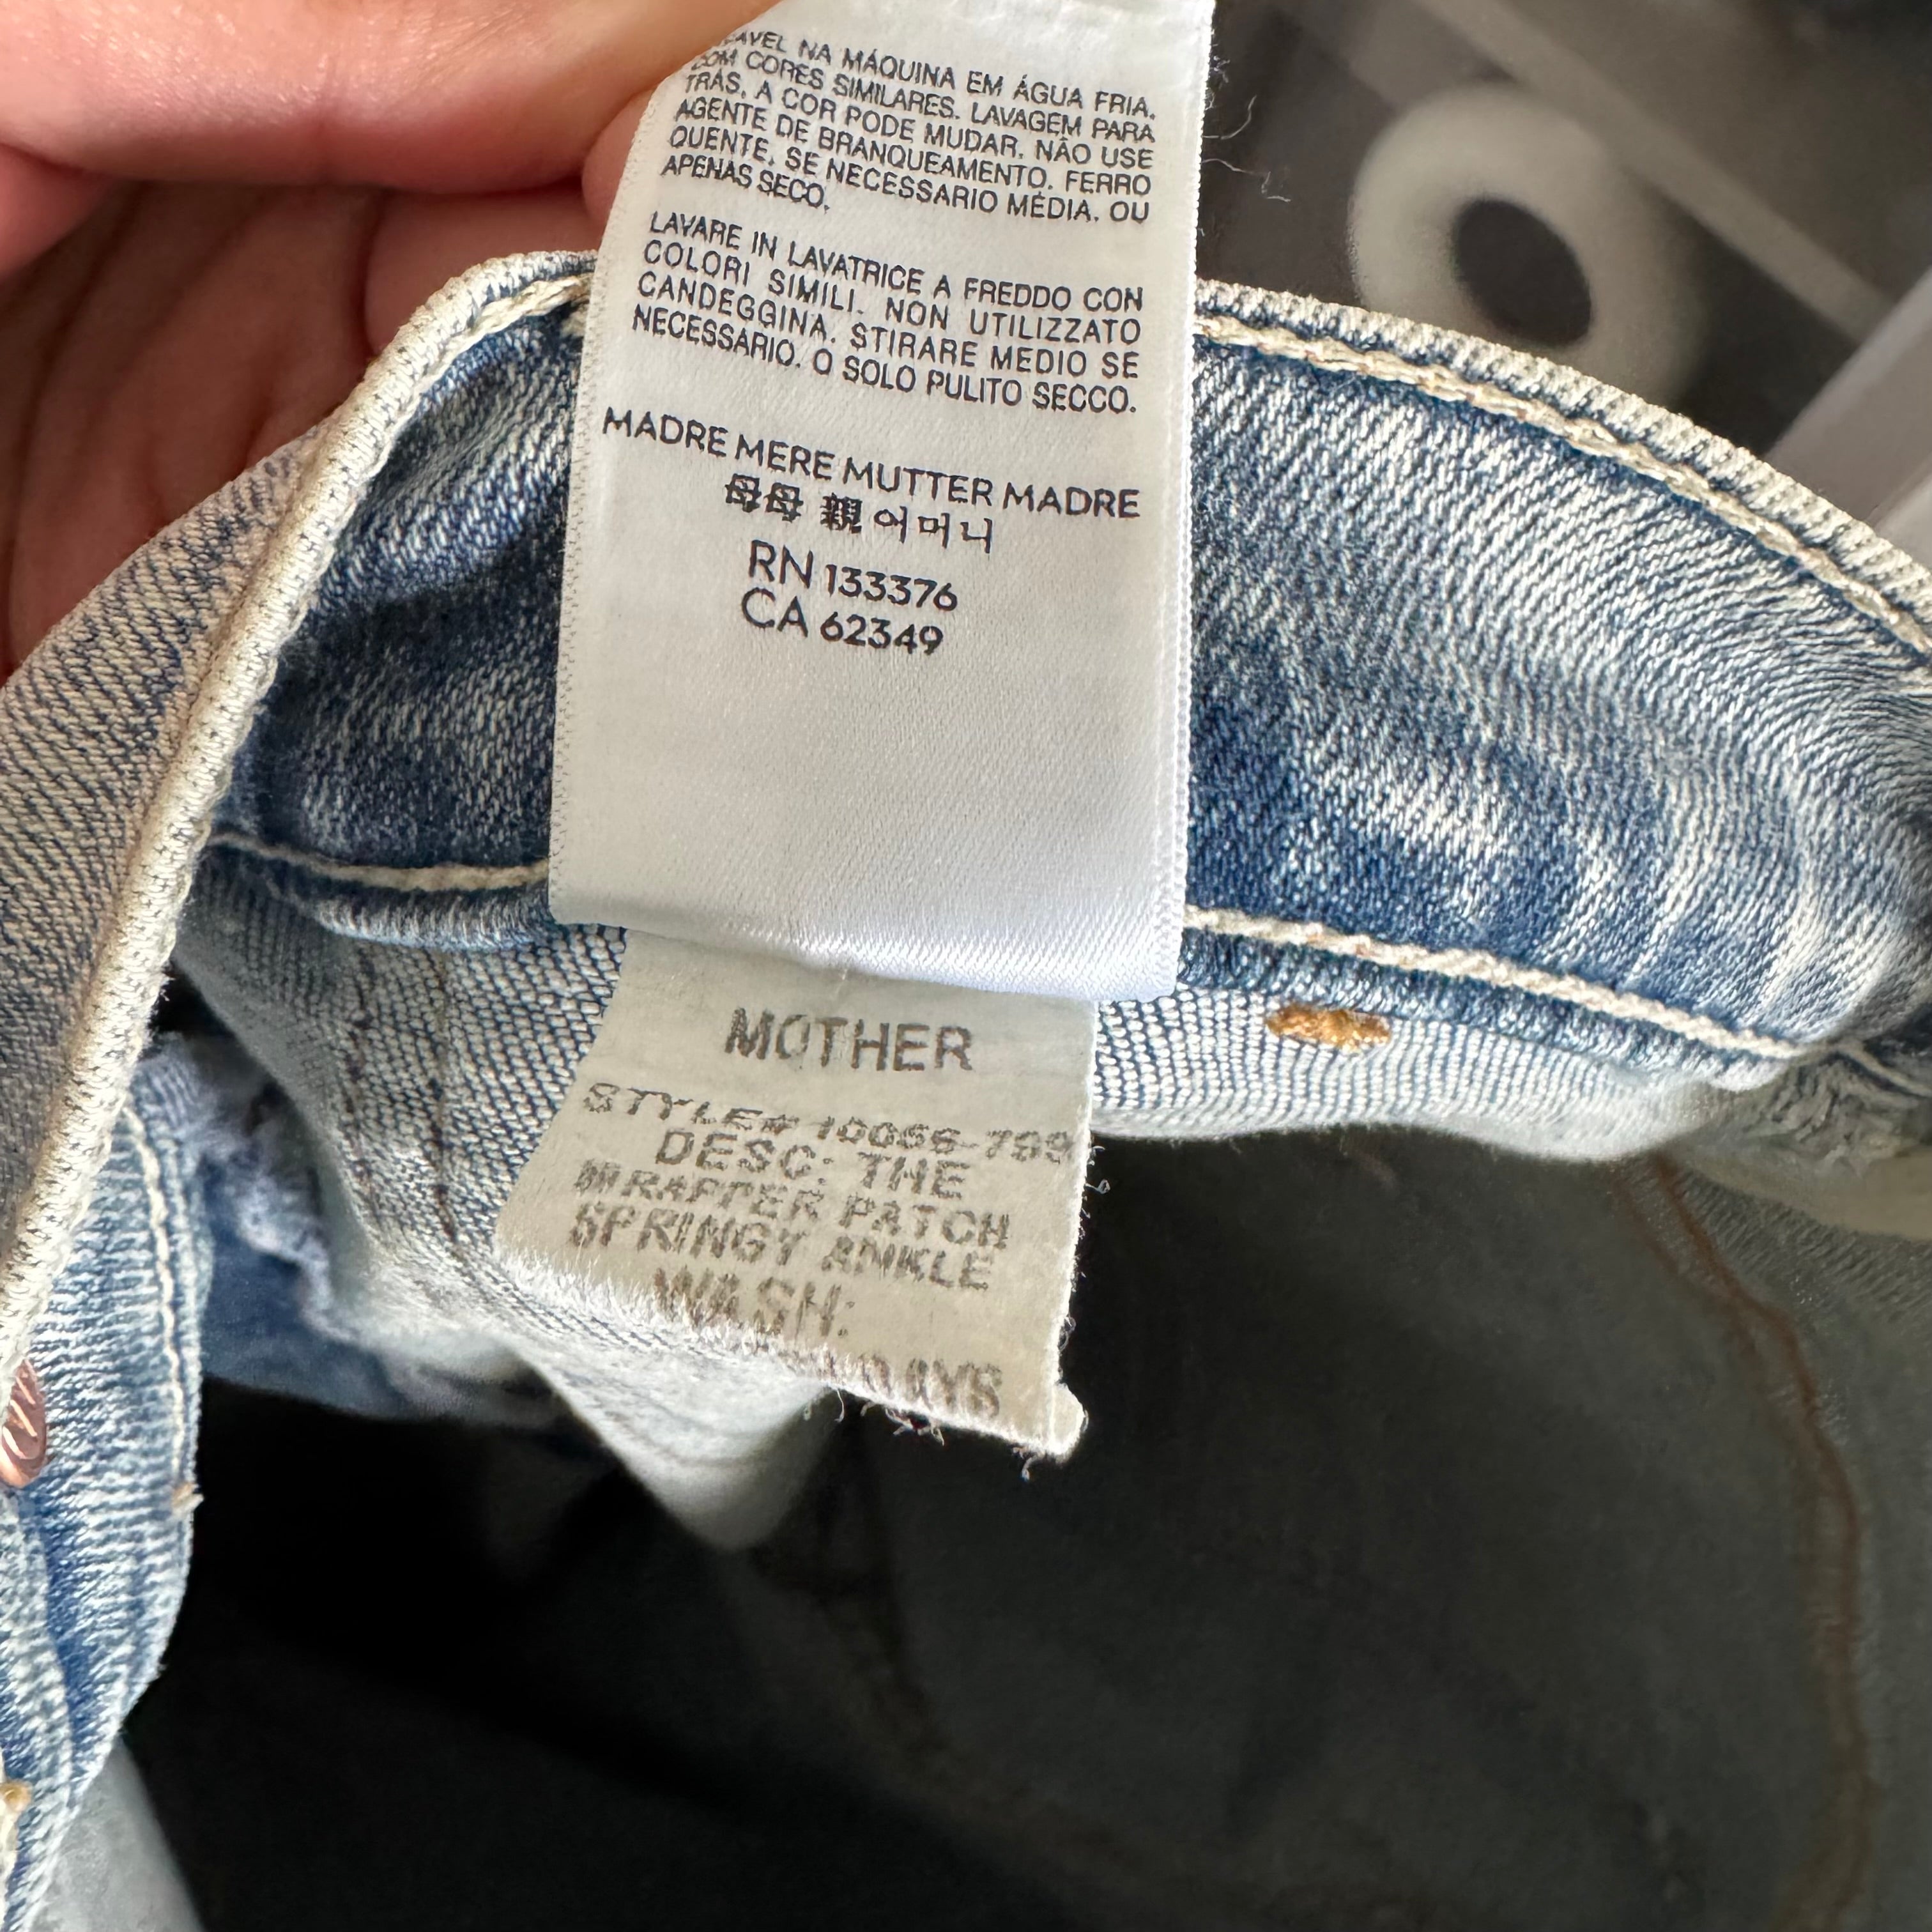 NA MÁQUINA EM ÁGUA FRIA.
COM CORES SIMILARES. LAVAGEM PARA
TRÁS, A COR PODE MUDAR. NÃO USE
AGENTE DE BRANQUEAMENTO. FERRO
QUENTE, SE NECESSARIO MÉDIA. OU
APENAS SECO.
LAVARE IN LAVATRICE A FREDDO CON
COLORI SIMILI. NON UTILIZZATO
CANDEGGINA. STIRARE MEDIO SE
NECESSARIO. O SOLO PULITO SECCO.
MADRE MERE MUTTER MADRE
母母 親 어머니
RN 133376
CA 62349
MOTHER
STYLE#
DESC: THE
WRAPPER PATCH
SPRINGY ANKLE
WASH: